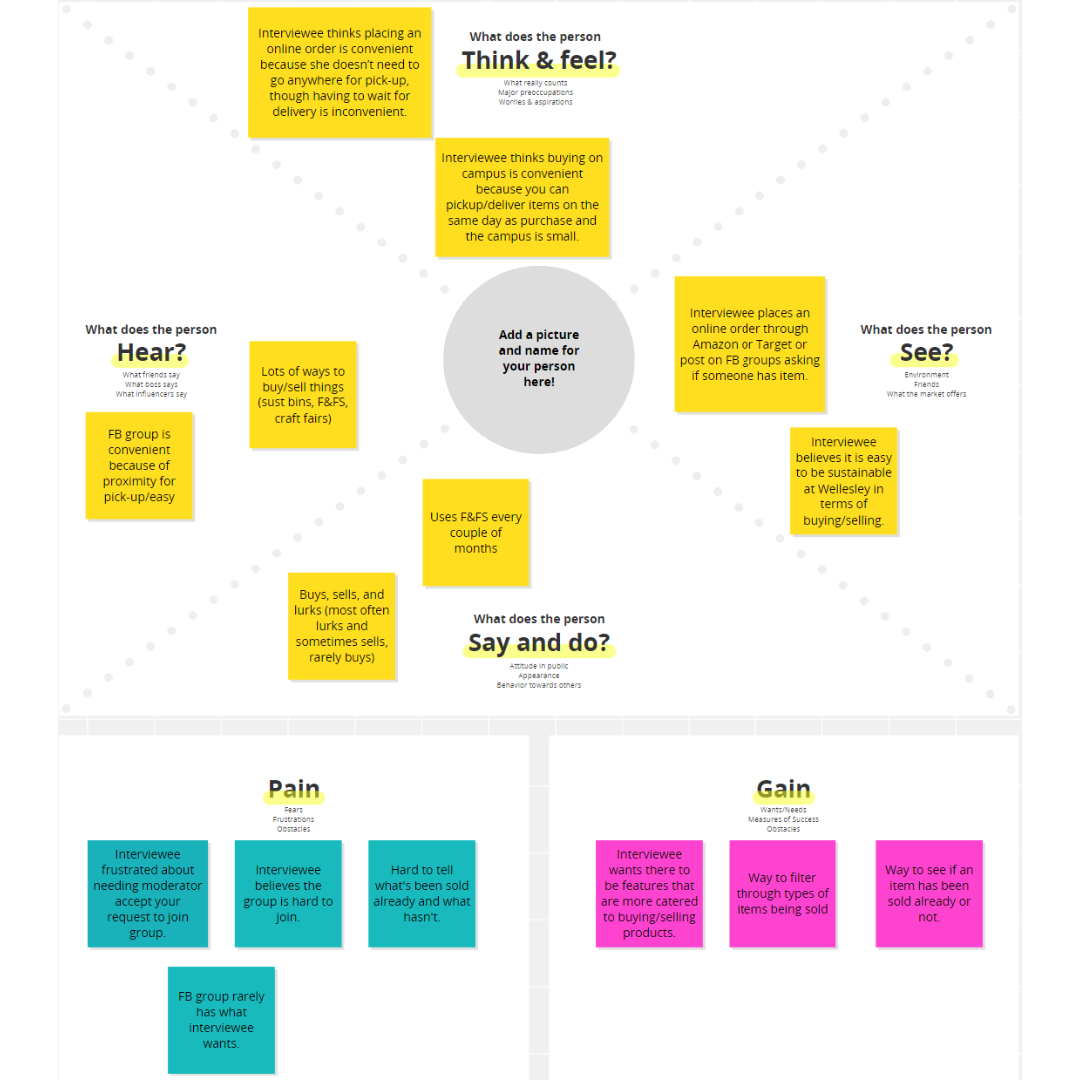 Interviewee thinks placing an
online order is convenient
because she doesn’t need to
go anywhere for pick-up,
though having to wait for
delivery is inconvenient.
What does the person
Think & feel?
What really counts
Major preoccupations
Worries & aspirations
Interviewee thinks buying on
campus is convenient
because you can
pickup/deliver items on the
same day as purchase and
the campus is small.
What does the person
Hear?
What friends say
What boss says
What influencers say
Lots of ways to
buy/sell things
(sust bins, F&FS,
craft fairs)
FB group is
convenient
because of
proximity for
pick-up/easy
Add a picture
and name for
your person
here!
Interviewee places an
online order through
Amazon or Target or
post on FB groups asking
if someone has item.
What does the person
See?
Environment
Friends
What the market offers
Interviewee
believes it is easy
to be sustainable
at Wellesley in
terms of
buying/selling.
Uses F&FS every
couple of
months
Buys, sells, and
lurks (most often
lurks and
sometimes sells,
rarely buys)
What does the person
Say and do?
Attitude in public
Appearance
Behavior towards others
Pain
Fears
Frustrations
Obstacles
Interviewee
frustrated about
needing moderator
accept your
request to join
group.
Interviewee
believes the
group is hard to
join.
Hard to tell
what's been sold
already and what
hasn't.
FB group rarely
has what
interviewee
wants.
Gain
Wants/Needs
Measures of Success
Obstacles
Interviewee
wants there to
be features that
are more catered
to buying/selling
products.
Way to filter
through types of
items being sold
Way to see if an
item has been
sold already or
not.